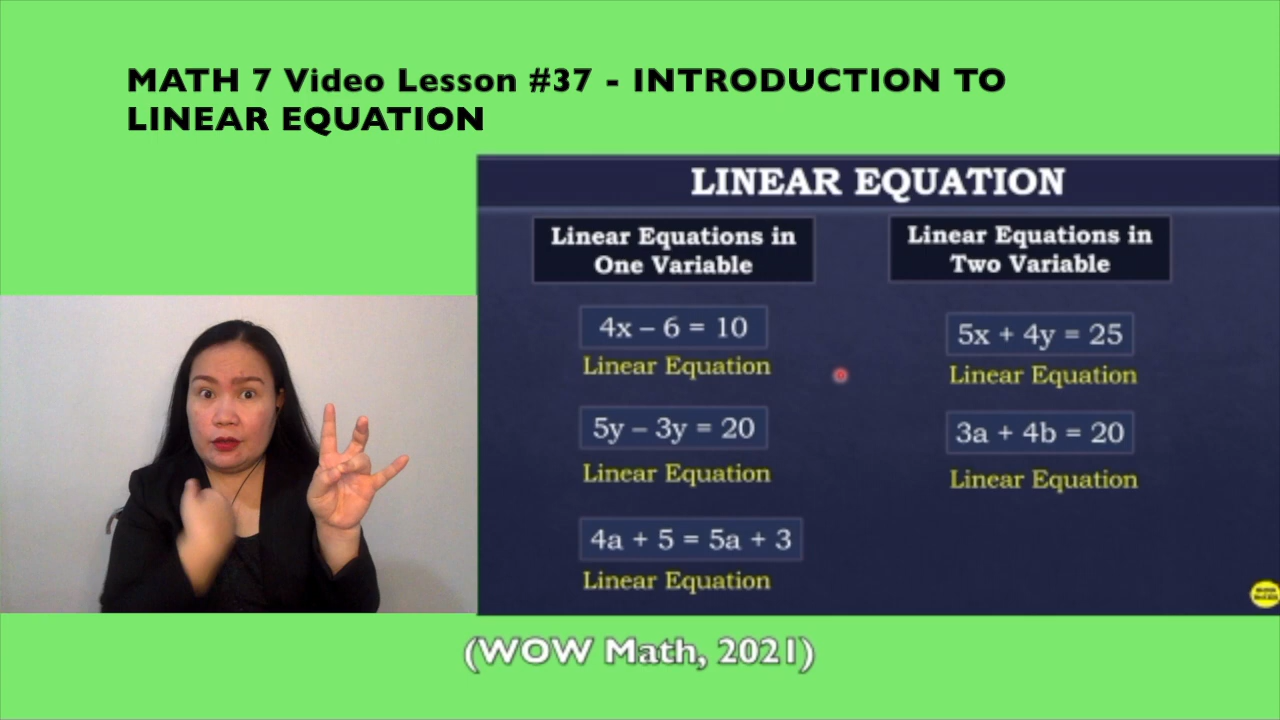 MATH 7 Video Lesson #37 - INTRODUCTION TO
LINEAR EQUATION
LINEAR EQUATION
Linear Equations in
One Variable
4x – 6 = 10
Linear Equation
5y – 3y = 20
Linear Equation
4a + 5 = 5a + 3
Linear Equation
Linear Equations in
Two Variable
5x + 4y = 25
Linear Equation
3a + 4b = 20
Linear Equation
(WOW Math, 2021)